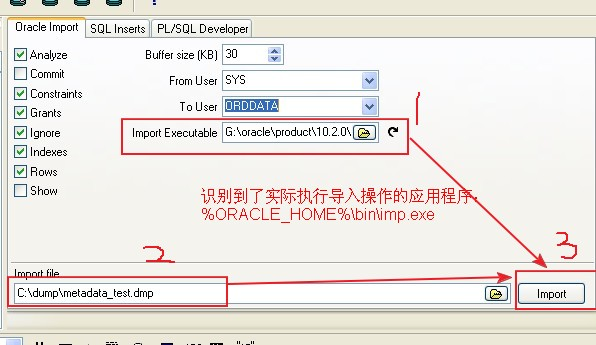 Oracle Import SQL Inserts PL/SQL Developer
Analyze
Buffer size (KB) 30
Commit
From User SYS
Constraints
To User ORDDATA
Grants
1
Import Executable G:\oracle\product\10.2.0\
Ignore
Indexes
Rows
Show
识别到了实际执行导入操作的应用程序:
%ORACLE_HOME%\bin\imp.exe
2
3
Import file
C:\dump\metadata_test.dmp
Import